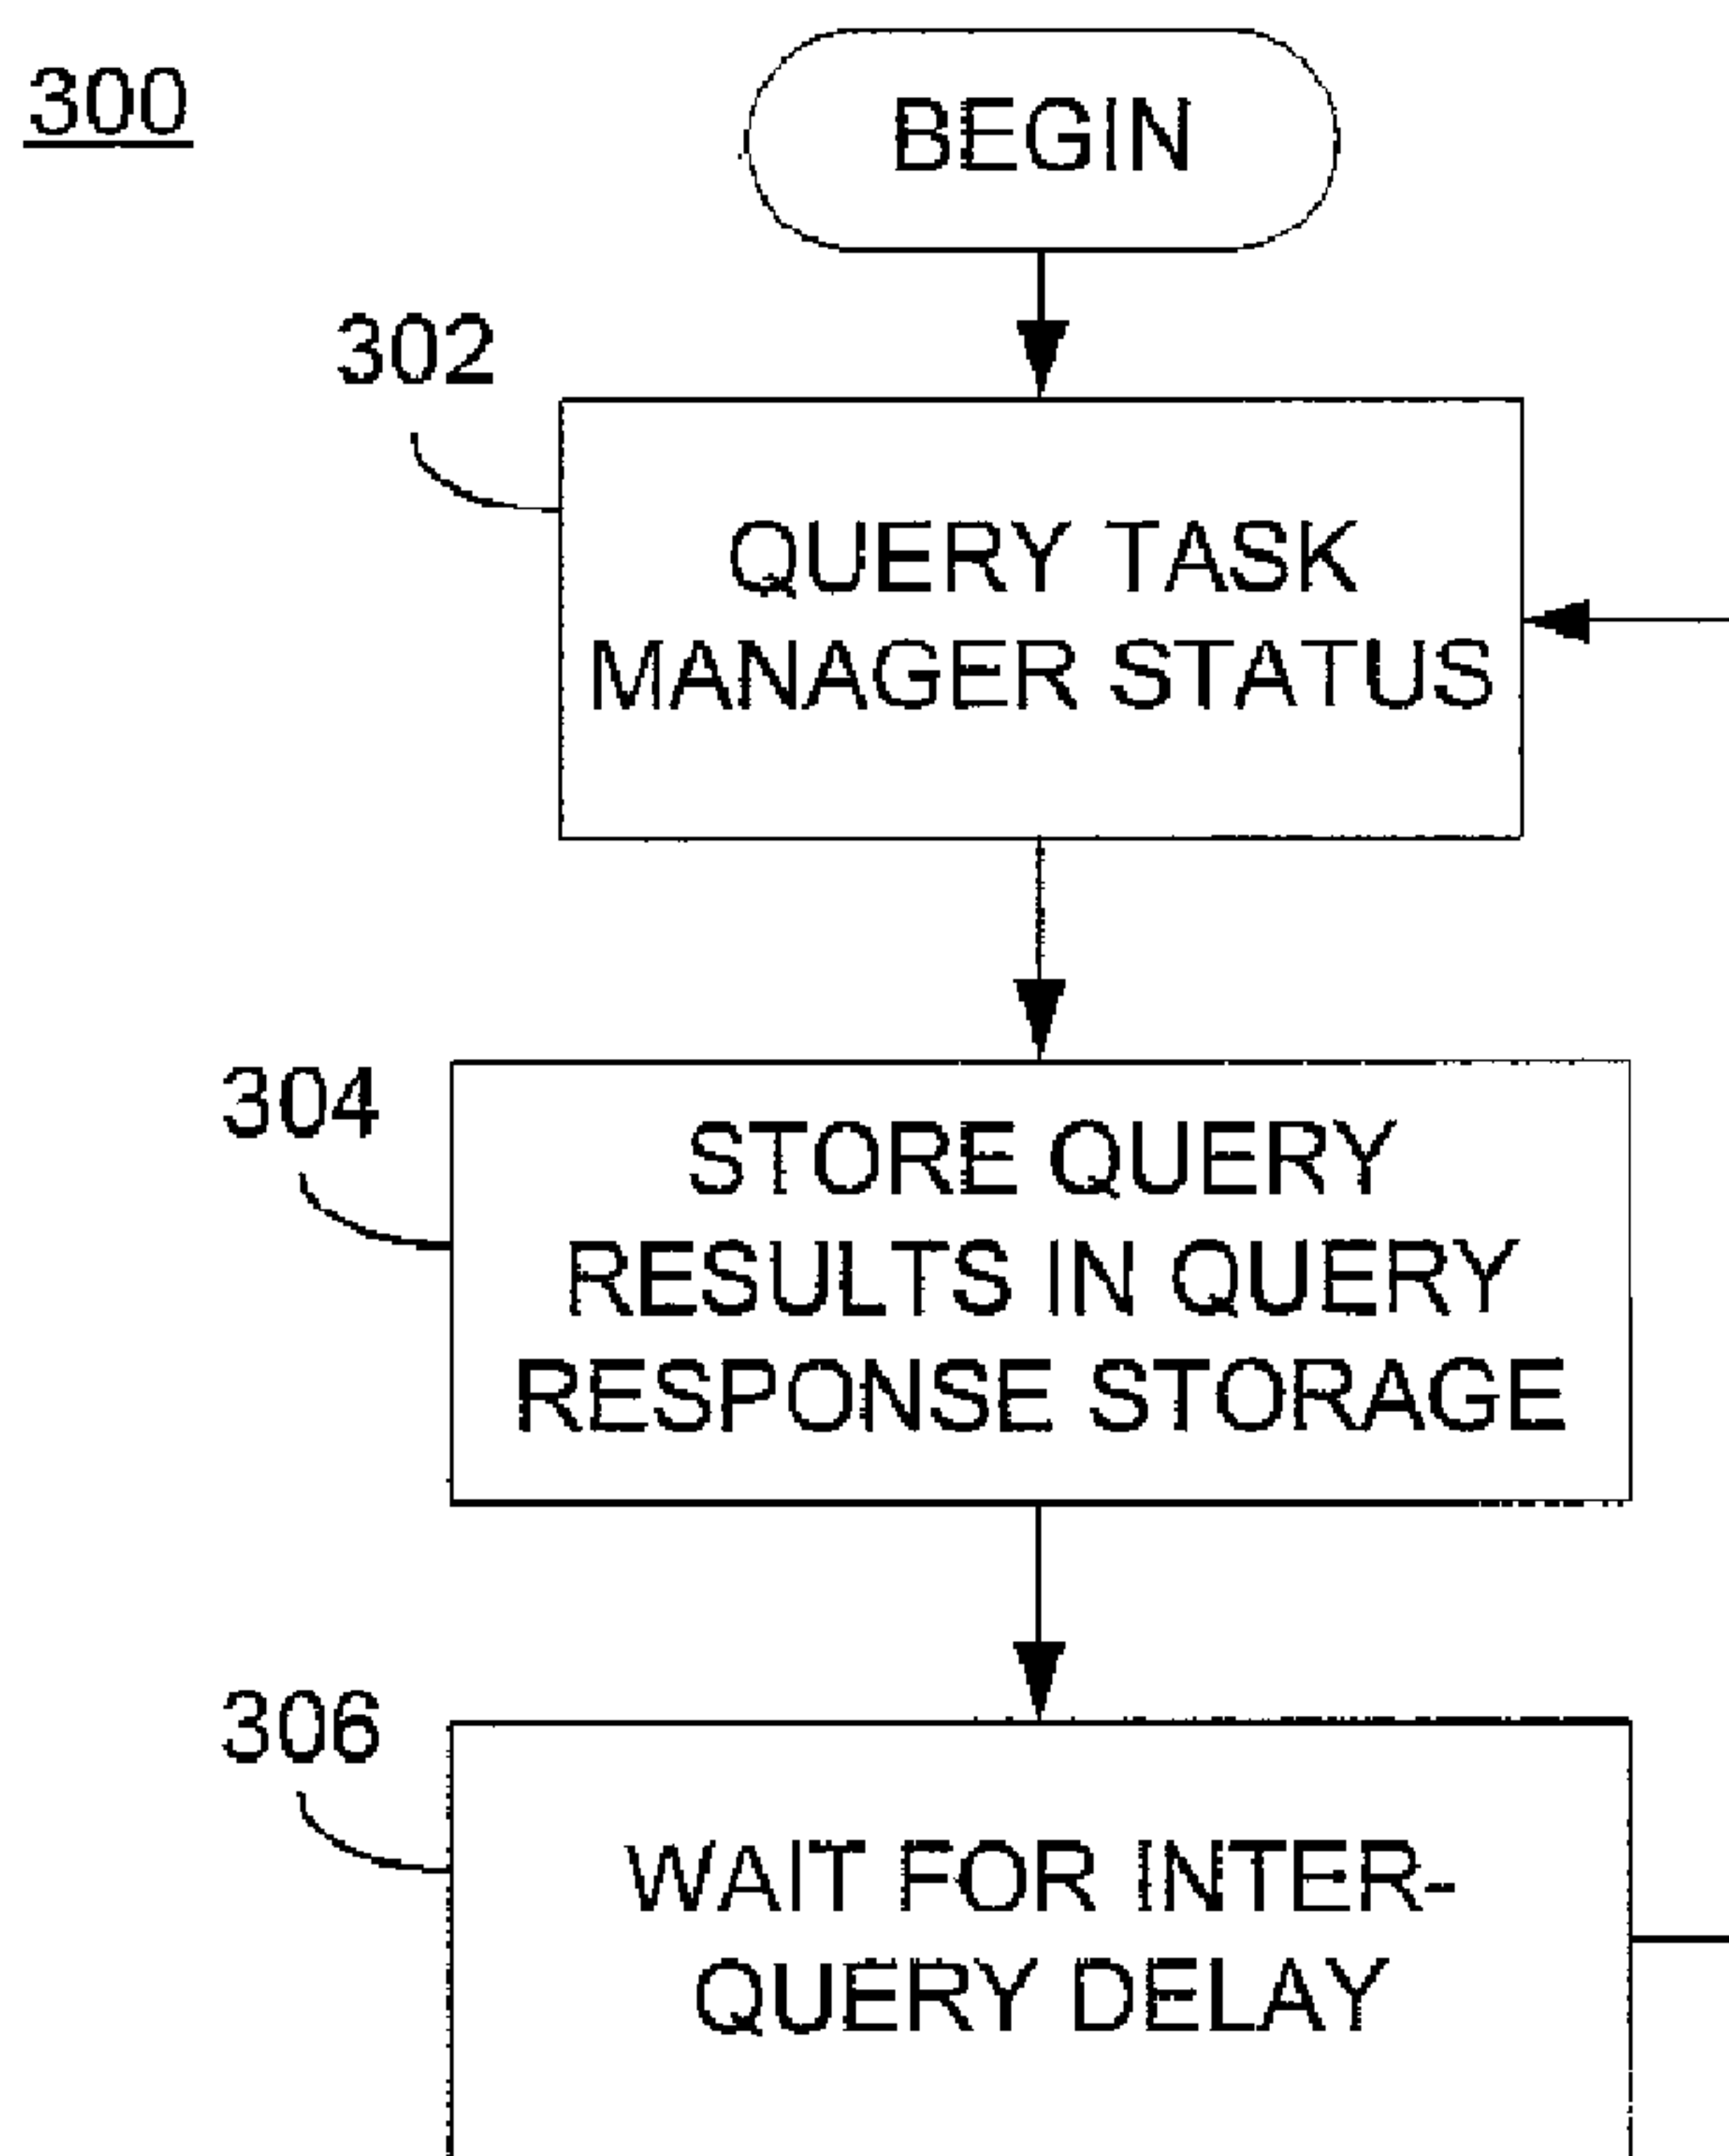 300
BEGIN
302
QUERY TASK
MANAGER STATUS
304
STORE QUERY
RESULTS IN QUERY
RESPONSE STORAGE
306
WAIT FOR INTER-
QUERY DELAY